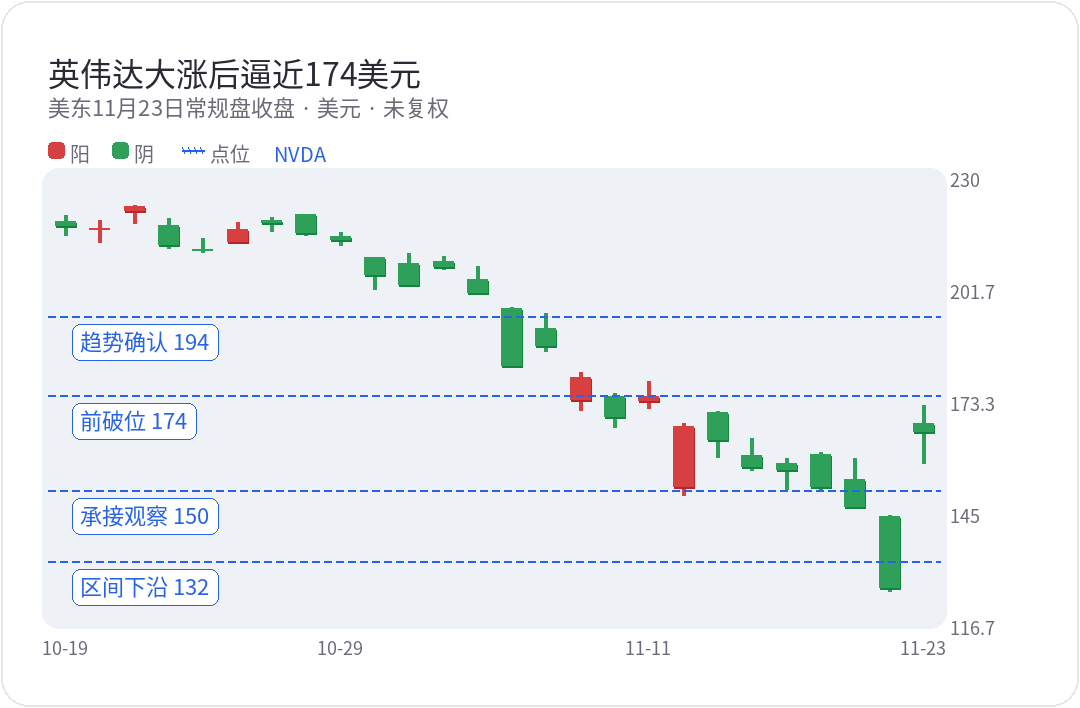 英伟达大涨后逼近174美元
美东11月23日常规盘收盘 · 美元 · 未复权
阳 阴 点位 NVDA
230
201.7
趋势确认 194
173.3
前破位 174
承接观察 150
145
区间下沿 132
116.7
10-19 10-29 11-11 11-23